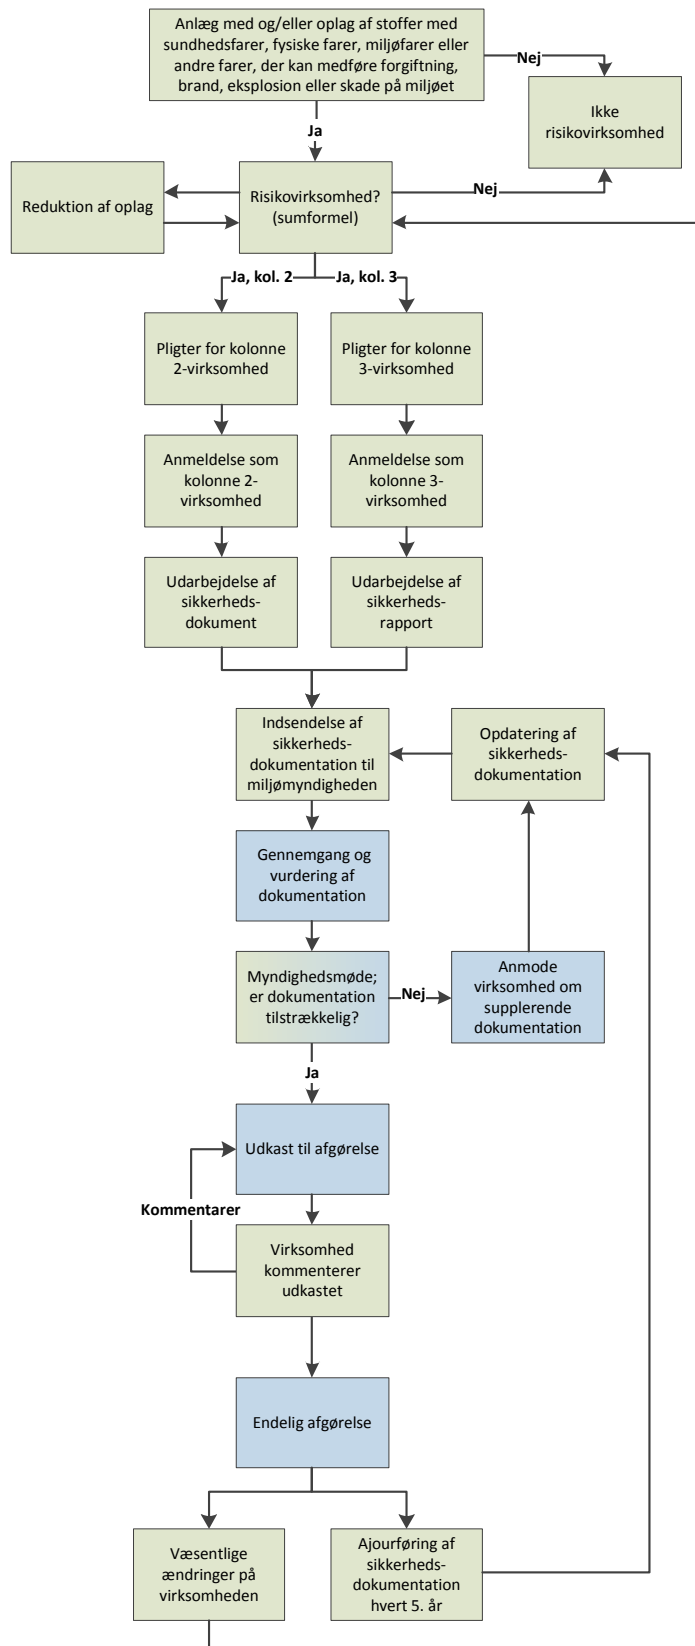 Anlæg med og/eller oplag af stoffer med
sundhedsfarer, fysiske farer, miljøfarer eller
andre farer, der kan medføre forgiftning,
brand, eksplosion eller skade på miljøet
Nej
Ikke
risikovirksomhed
Ja
Reduktion af oplag
Risikovirksomhed?
(sumformel)
Nej
Ja, kol. 2
Ja, kol. 3
Pligter for kolonne
2-virksomhed
Pligter for kolonne
3-virksomhed
Anmeldelse som
kolonne 2-
virksomhed
Anmeldelse som
kolonne 3-
virksomhed
Udarbejdelse af
sikkerheds-
dokument
Udarbejdelse af
sikkerheds-
rapport
Indsendelse af
sikkerheds-
dokumentation til
miljømyndigheden
Opdatering af
sikkerheds-
dokumentation
Gennemgang og
vurdering af
dokumentation
Myndighedsmøde;
er dokumentation
tilstrækkelig?
Nej
Anmode
virksomhed om
supplerende
dokumentation
Ja
Udkast til afgørelse
Kommentarer
Virksomhed
kommenterer
udkastet
Endelig afgørelse
Væsentlige
ændringer på
virksomheden
Ajourføring af
sikkerheds-
dokumentation
hvert 5. år